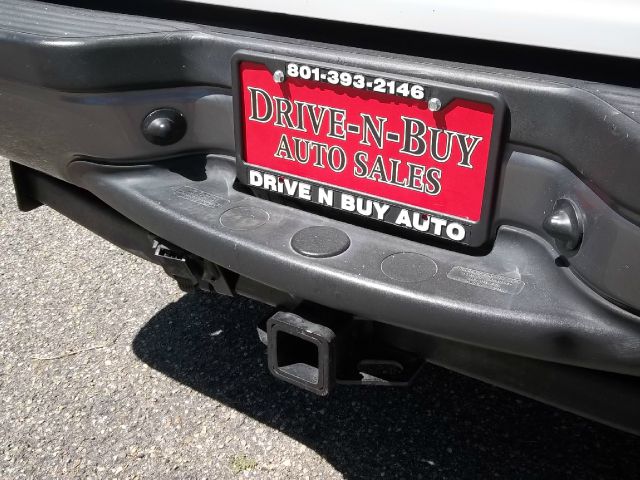 801-393-2146
DRIVE-N-BUY
AUTO SALES
DRIVE N BUY AUTO